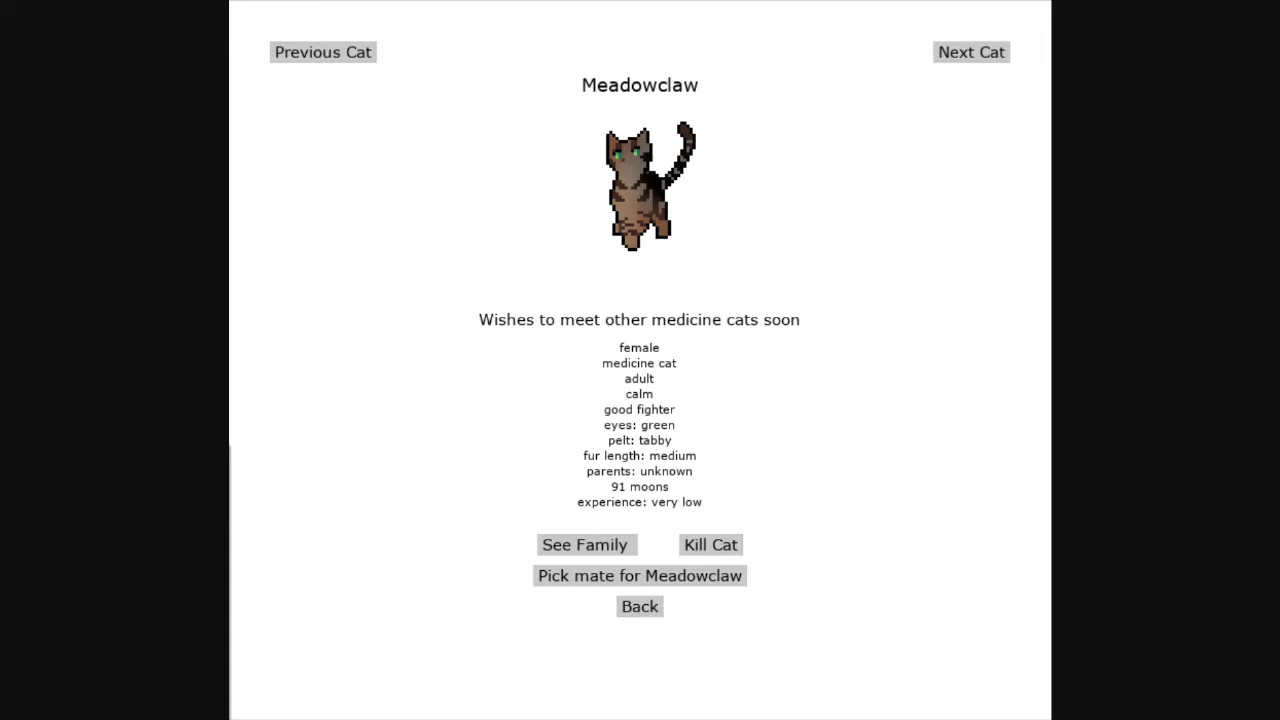 Previous Cat
Next Cat
Meadowclaw
Wishes to meet other medicine cats soon
female
medicine cat
adult
calm
good fighter
eyes: green
pelt: tabby
fur length: medium
parents: unknown
91 moons
experience: very low
See Family
Kill Cat
Pick mate for Meadowclaw
Back